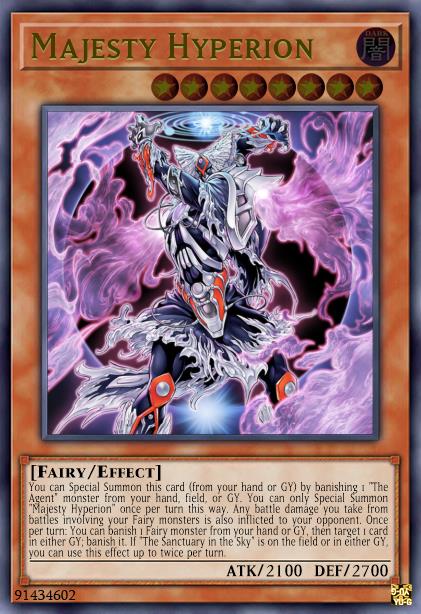 MAJESTY HYPERION
DARK
闇
[FAIRY/EFFECT]
You can Special Summon this card (from your hand or GY) by banishing 1 "The
Agent" monster from your hand, field, or GY. You can only Special Summon
"Majesty Hyperion" once per turn this way. Any battle damage you take from
battles involving your Fairy monsters is also inflicted to your opponent. Once
per turn: You can banish 1 Fairy monster from your hand or GY, then target 1 card
in either GY; banish it. If "The Sanctuary in the Sky" is on the field or in either GY,
you can use this effect up to twice per turn.
ATK/2100 DEF/2700
91434602